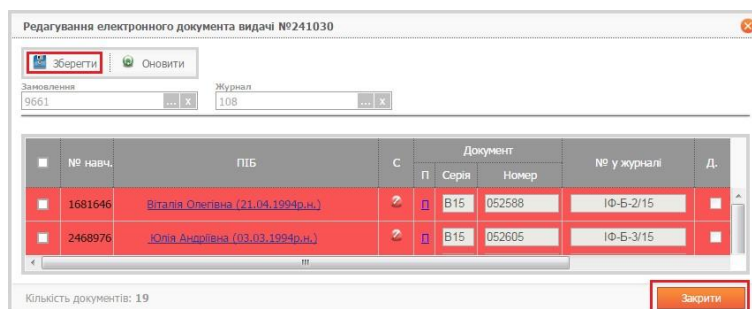 Редагування електронного документа видачі №241030
Зберегти Оновити
Замовлення Журнал
9661 ... x 108 ... x
№ навч. ПІБ С Документ № у журналі Д.
П Серія Номер
1681646 Віталія Олегівна (21.04.1994р.н.) П В15 052588 ІФ-Б-2/15
2468976 Юлія Андріївна (03.03.1994р.н.) П В15 052605 ІФ-Б-3/15
Кількість документів: 19 Закрити